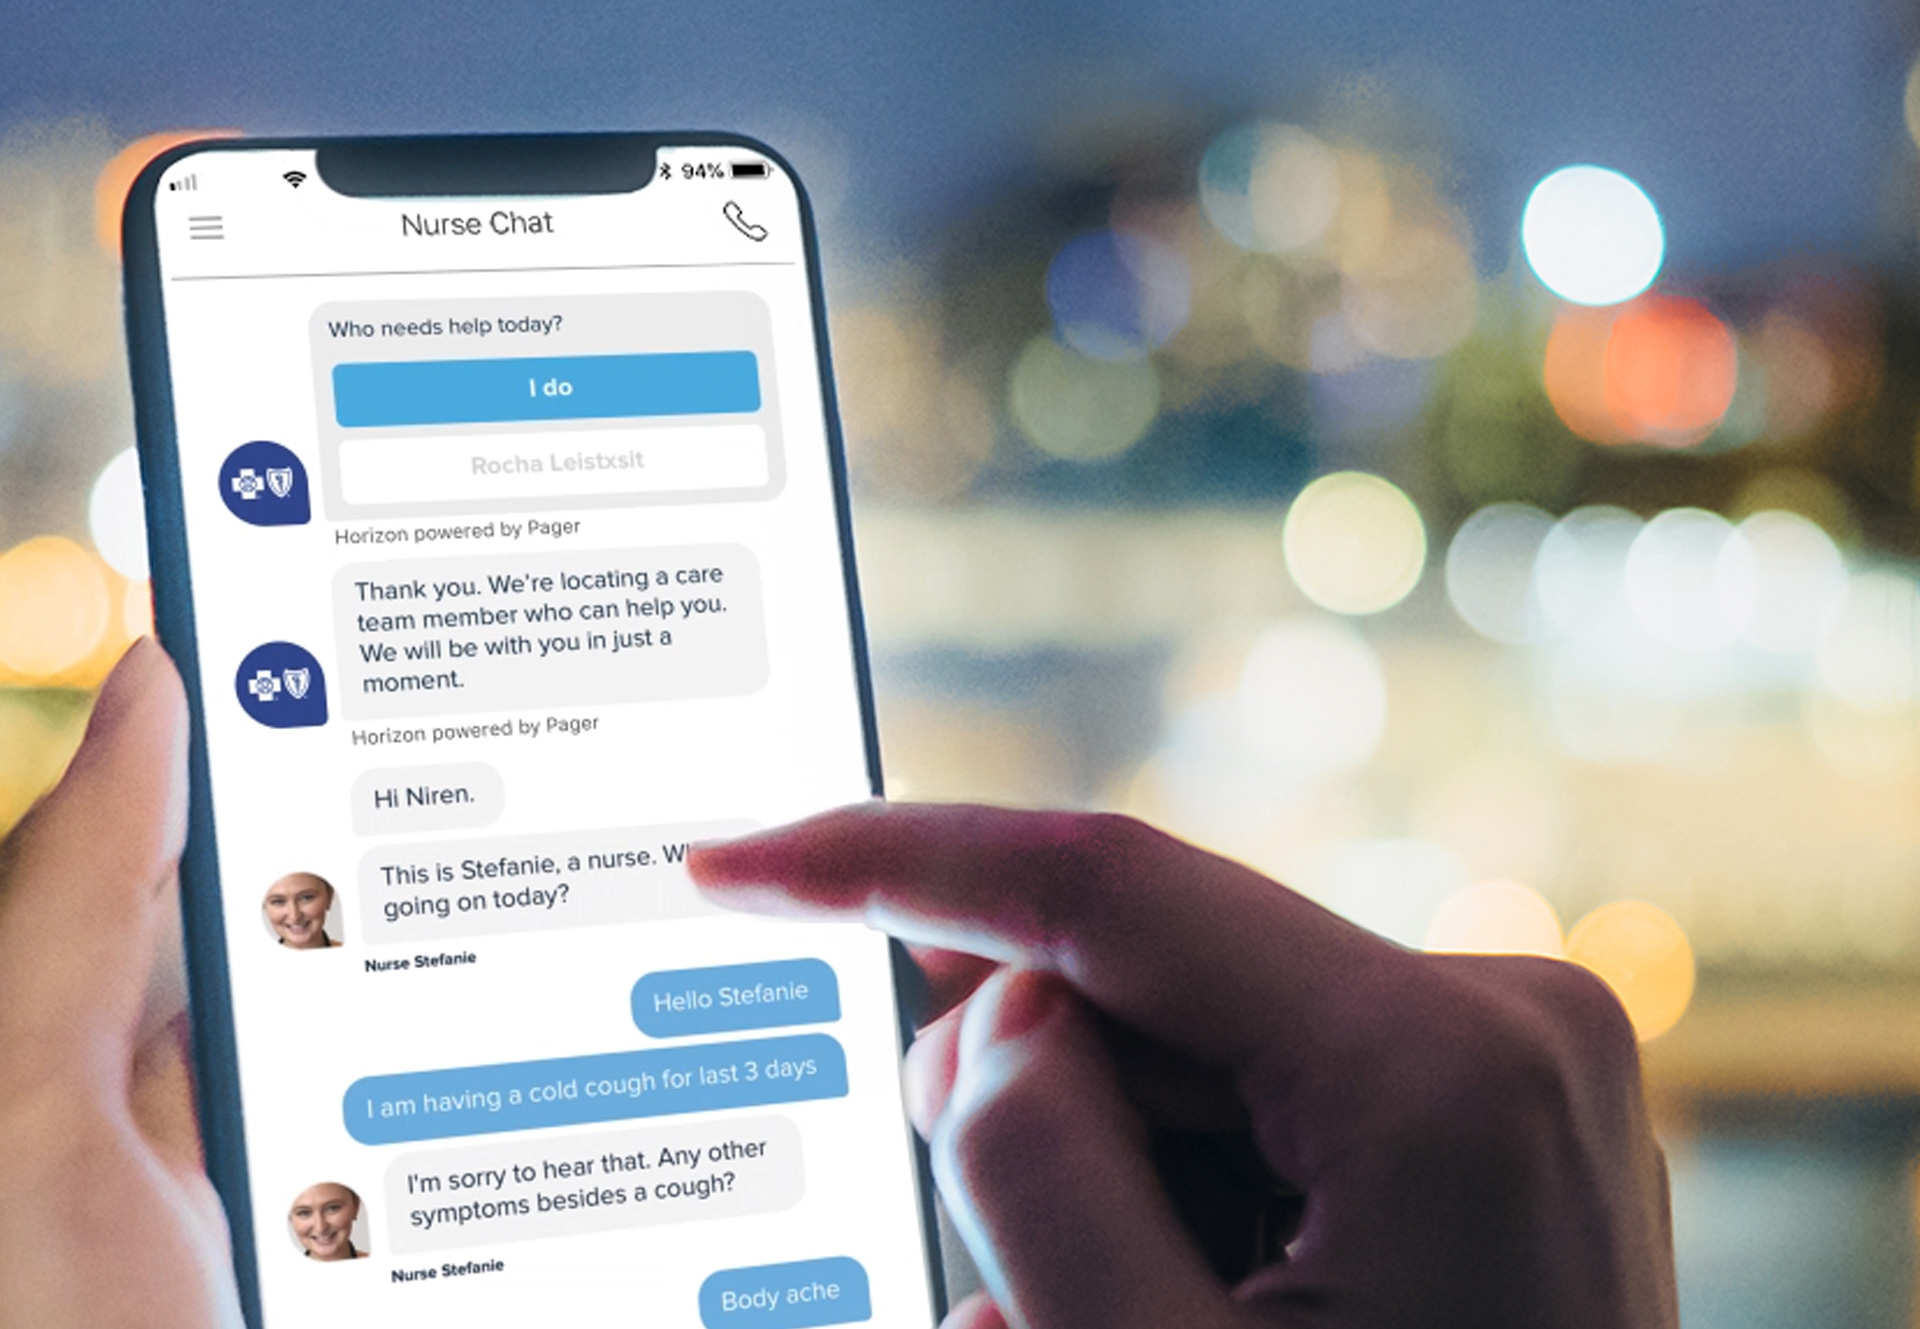 94%
Nurse Chat
Who needs help today?
I do
Rocha Leistxsit
Horizon powered by Pager
Thank you. We're locating a care
team member who can help you.
We will be with you in just a
moment.
Horizon powered by Pager
Hi Niren.
This is Stefanie, a nurse.
going on today?
Nurse Stefanie
Hello Stefanie
I am having a cold cough for last 3 days
I'm sorry to hear that. Any other
symptoms besides a cough?
Nurse Stefanie
Body ache